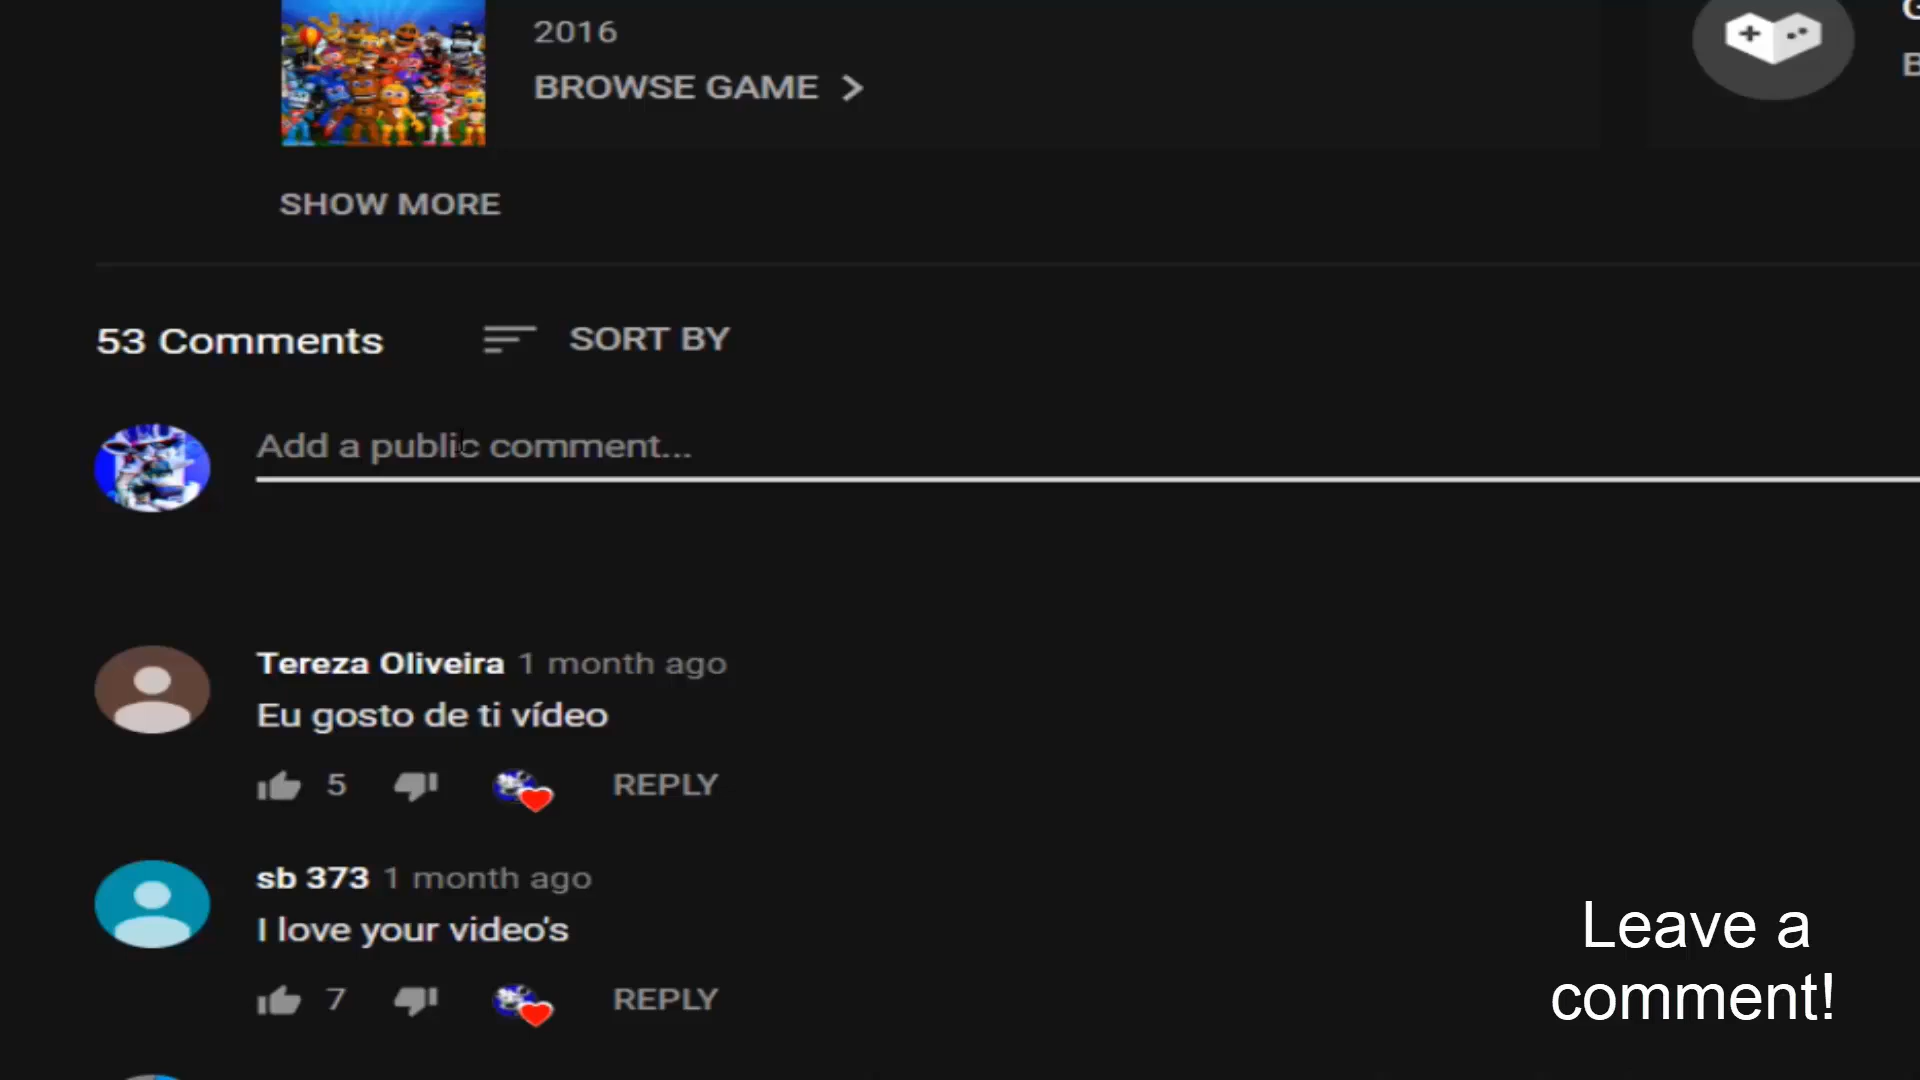 2016
BROWSE GAME
SHOW MORE
53 Comments SORT BY
Add a public comment...
Tereza Oliveira 1 month ago
Eu gosto de ti vídeo
5 REPLY
sb 373 1 month ago
I love your video's
7 REPLY
Leave a
comment!